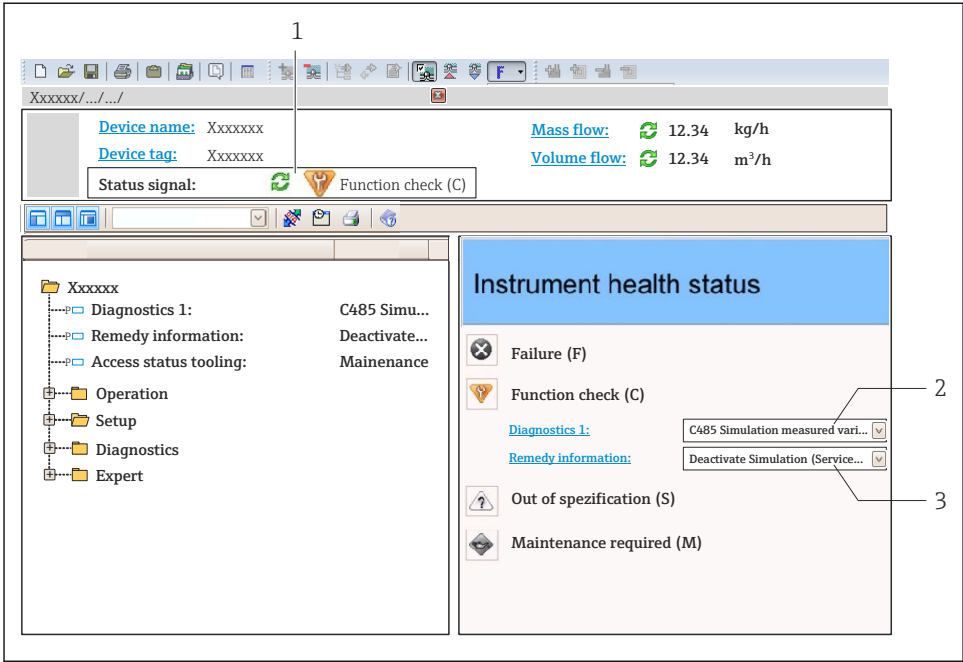 1
F
Xxxxxx/.../.../
Device name: Xxxxxxx
Mass flow: 12.34 kg/h
Device tag: Xxxxxxx
Volume flow: 12.34 m³/h
Status signal: Function check (C)
Xxxxxx
Diagnostics 1: C485 Simu...
Remedy information: Deactivate...
Access status tooling: Mainenance
Operation
Setup
Diagnostics
Expert
Instrument health status
Failure (F)
Function check (C)
Diagnostics 1: C485 Simulation measured vari...
2
Remedy information: Deactivate Simulation (Service...
3
Out of spezification (S)
Maintenance required (M)